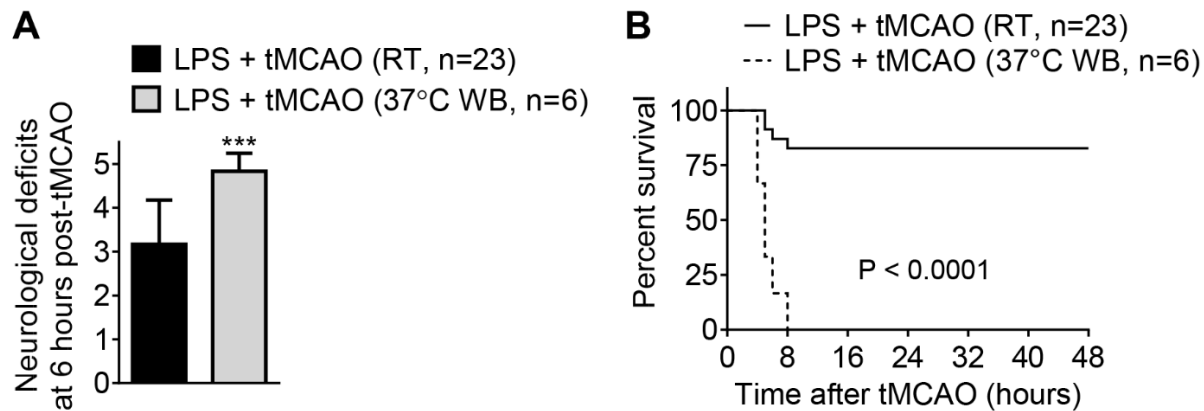 A
LPS + tMCAO (RT, n=23)
LPS + tMCAO (37°C WB, n=6)
Neurological deficits
at 6 hours post-tMCAO
5
4
3
2
1
0
***
B
LPS + tMCAO (RT, n=23)
LPS + tMCAO (37°C WB, n=6)
Percent survival
100
75
50
25
0
P < 0.0001
0 8 16 24 32 40 48
Time after tMCAO (hours)